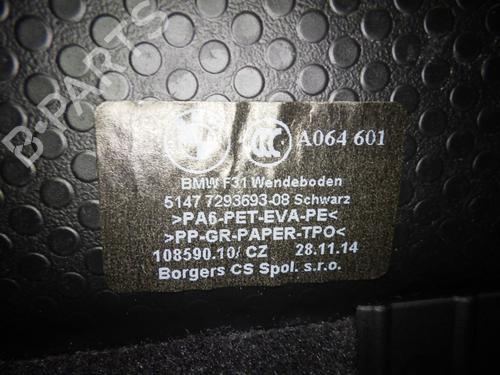 B-PARTS
CCC A064 601
BMW F31 Wendeboden
5147 7293693-08 Schwarz
>PA6-PET-EVA-PE<
>PP-GR-PAPER-TPO<
108590.10/ CZ 28.11.14
Borgers CS Spol. s.r.o.